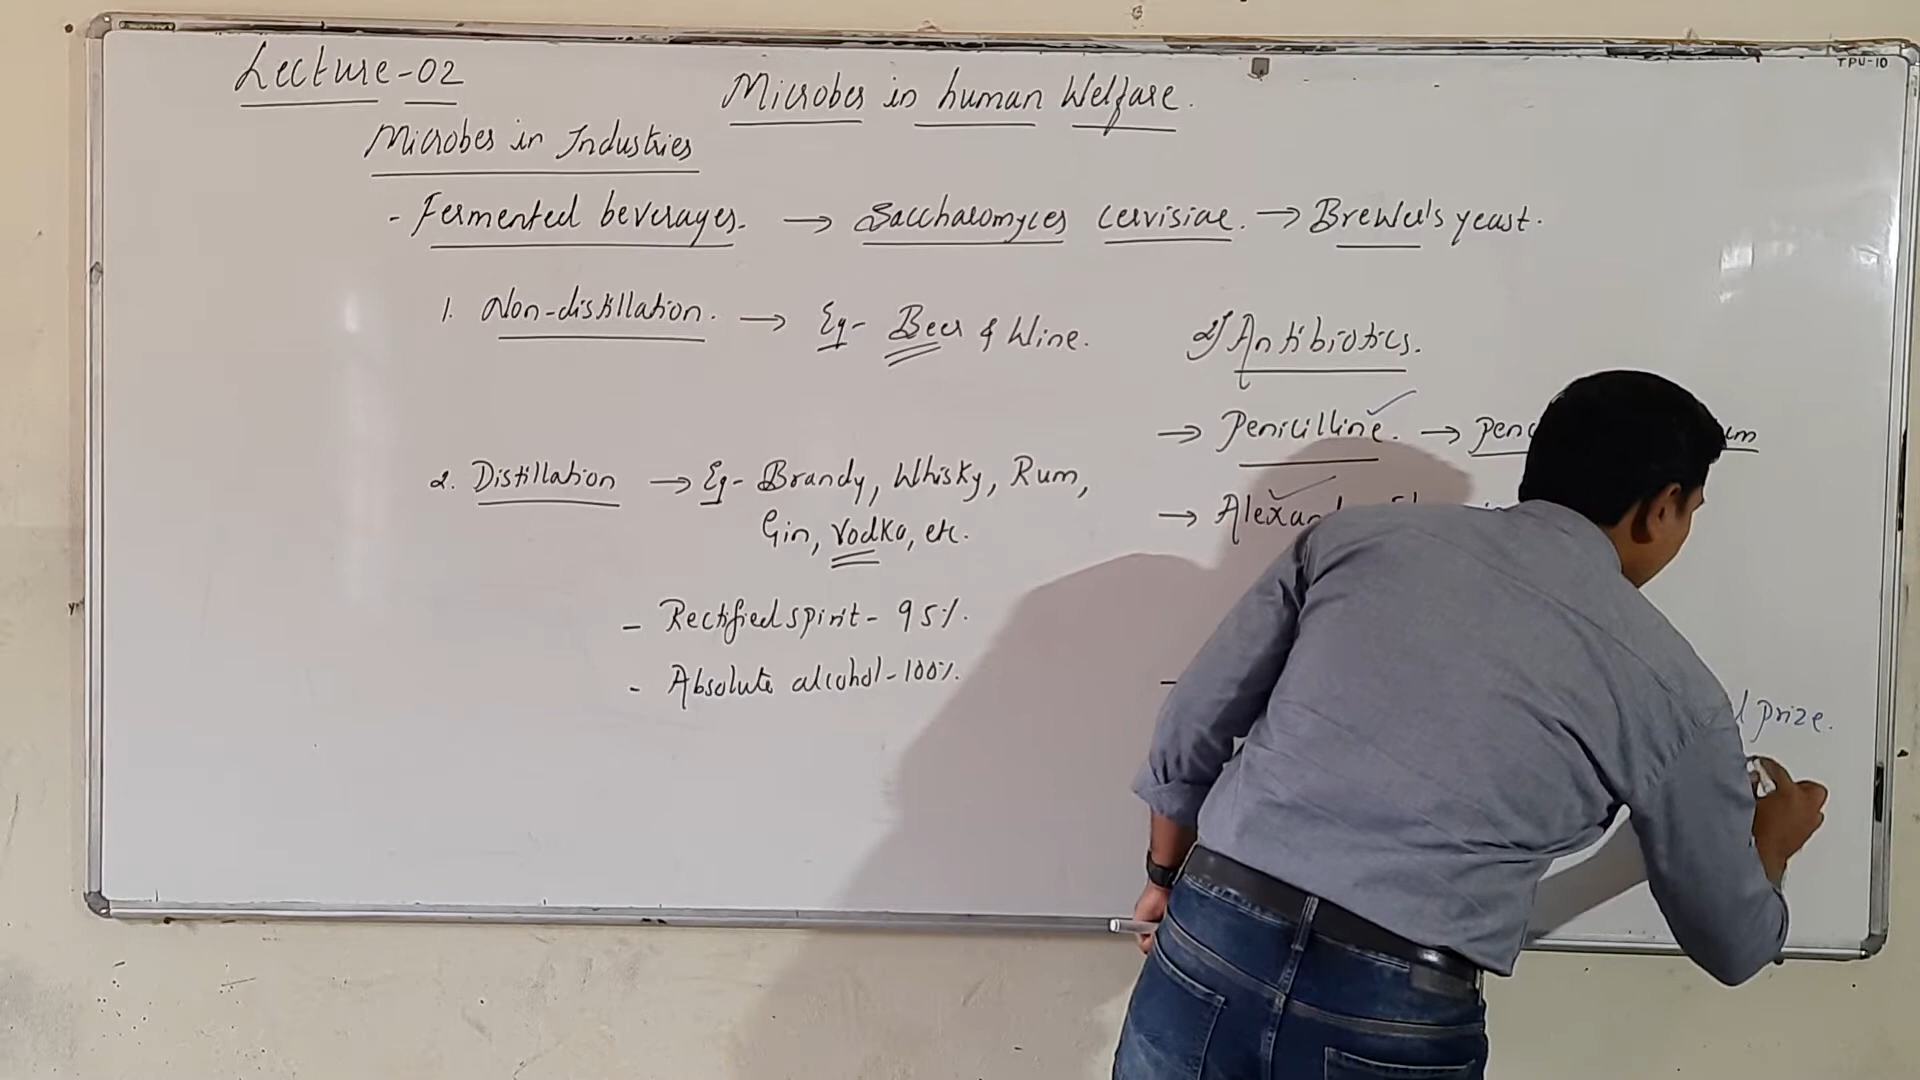 TPU-10
Lecture-02
Microbes in human Welfare.
Microbes in Industries
- Fermented beverages. → Saccharomyces cervisiae. → Brewer's yeast.
1. Non-distillation. → Eg- Beer & Wine.
2. Distillation → Eg- Brandy, Whisky, Rum,
Gin, Vodka, etc.
- Rectified spirit - 95%.
- Absolute alcohol - 100%.
2) Antibiotics.
→ Penicilline. →
→
prize.